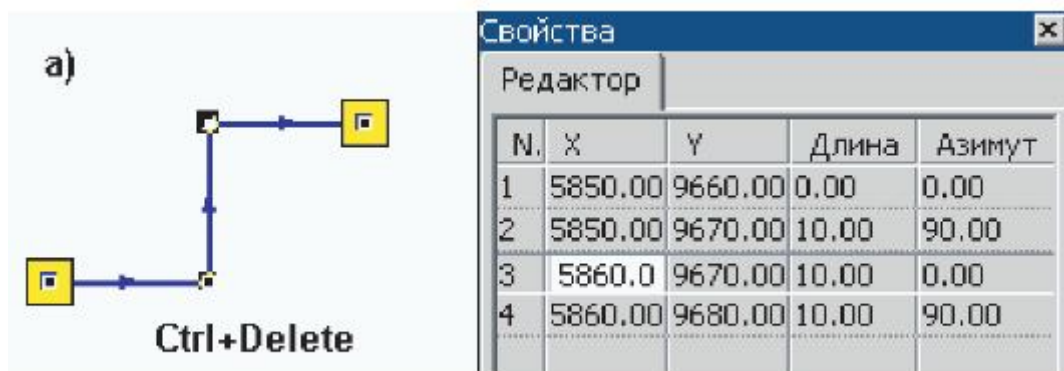 а)
Ctrl+Delete
Свойства
Редактор
N. X Y Длина Азимут
1 5850.00 9660.00 0.00 0.00
2 5850.00 9670.00 10.00 90.00
3 5860.0 9670.00 10.00 0.00
4 5860.00 9680.00 10.00 90.00